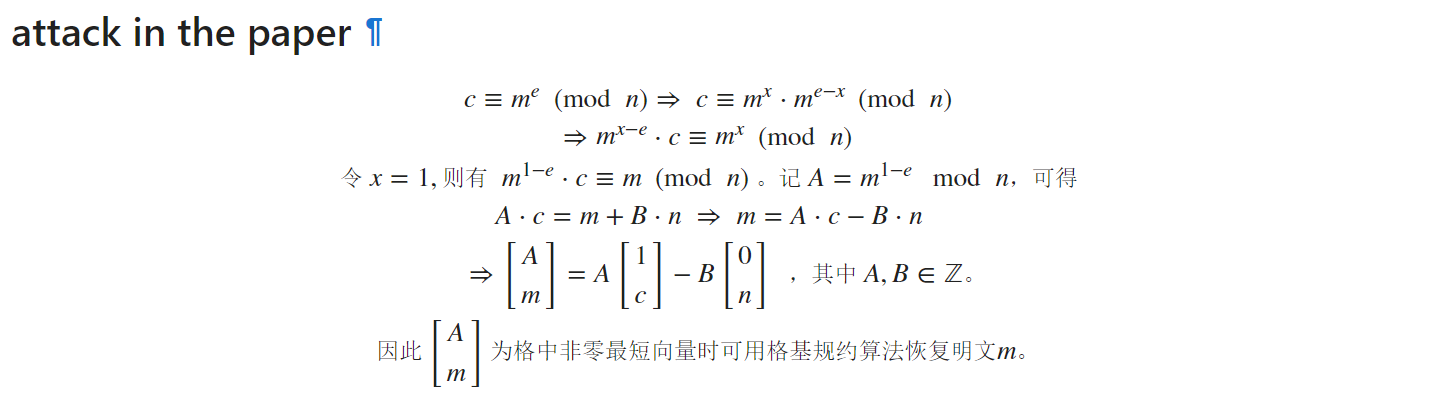 attack in the paper ¶
c ≡ m^e (mod n) ⇒ c ≡ m^x · m^{e−x} (mod n)
⇒ m^{x−e} · c ≡ m^x (mod n)
令 x = 1, 则有 m^{1−e} · c ≡ m (mod n) 。记 A = m^{1−e} mod n，可得
A · c = m + B · n ⇒ m = A · c − B · n
⇒ [A m] = A [1 c] − B [0 n] ，其中 A, B ∈ ℤ。
因此 [A m] 为格中非零最短向量时可用格基规约算法恢复明文m。